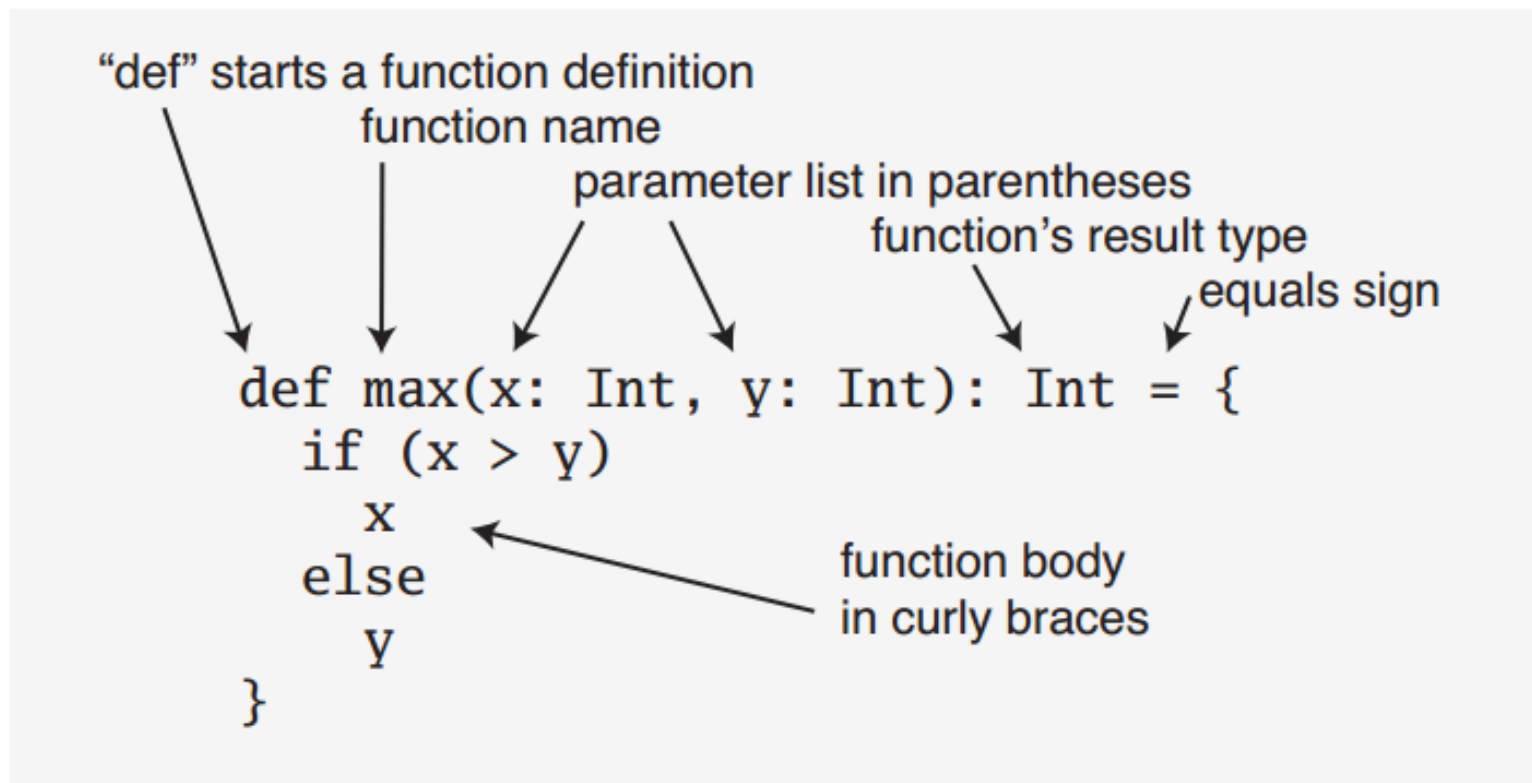 “def” starts a function definition
function name
parameter list in parentheses
function’s result type
equals sign
def max(x: Int, y: Int): Int = {
if (x > y)
x
else
y
}
function body
in curly braces